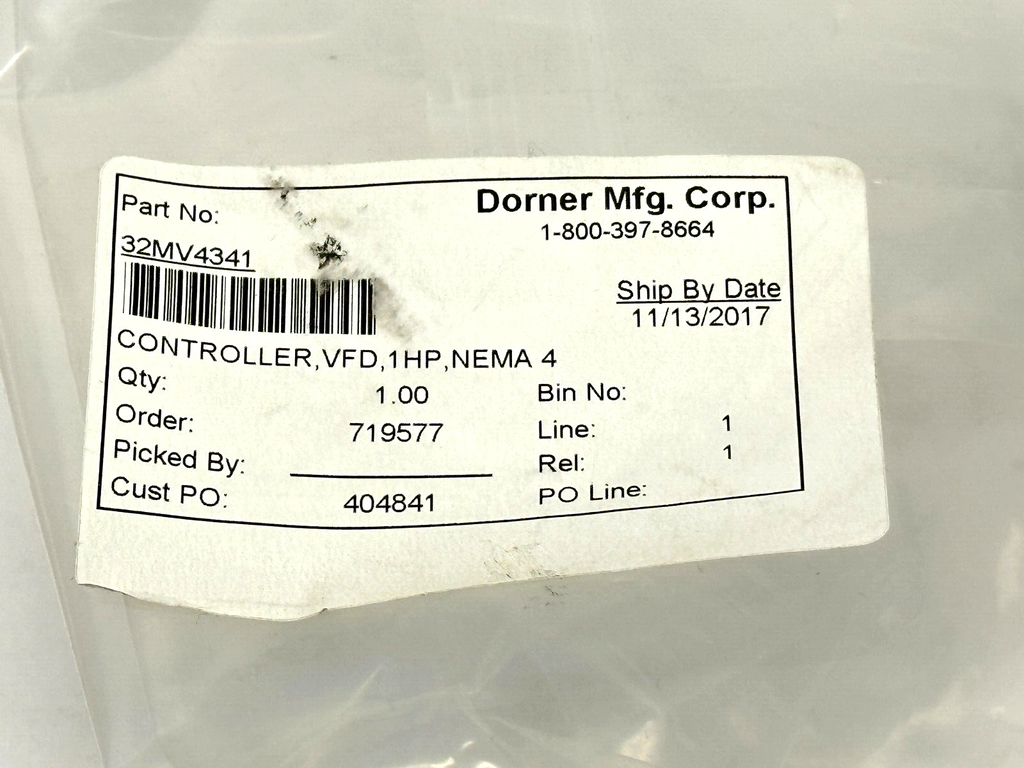 Dorner Mfg. Corp.
1-800-397-8664
Part No:
32MV4341
Ship By Date
11/13/2017
CONTROLLER,VFD,1HP,NEMA 4
Qty: 1.00 Bin No:
Order: 719577 Line: 1
Picked By: Rel: 1
Cust PO: 404841 PO Line: